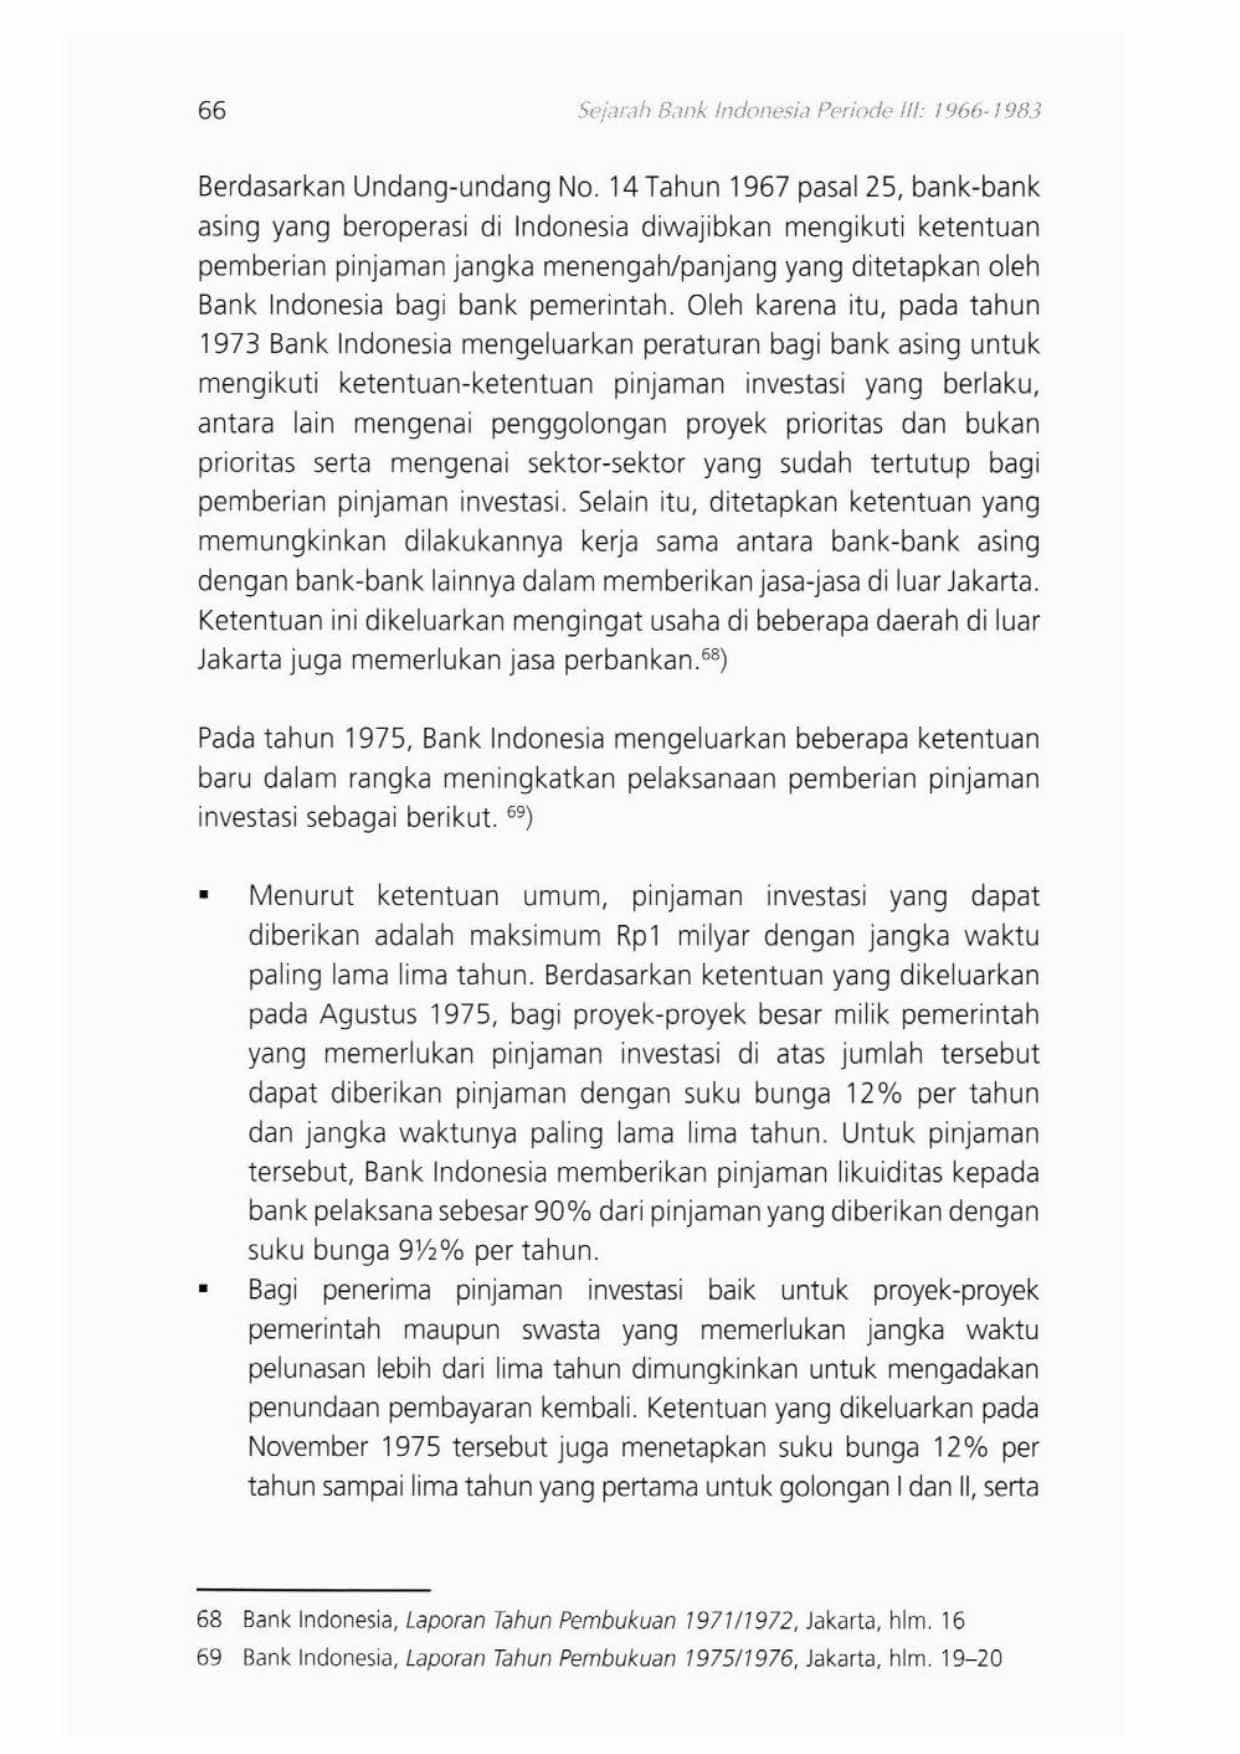 66
Sejarah Bank Indonesia Periode III: 1966-1983
Berdasarkan Undang-undang No. 14 Tahun 1967 pasal 25, bank-bank
asing yang beroperasi di Indonesia diwajibkan mengikuti ketentuan
pemberian pinjaman jangka menengah/panjang yang ditetapkan oleh
Bank Indonesia bagi bank pemerintah. Oleh karena itu, pada tahun
1973 Bank Indonesia mengeluarkan peraturan bagi bank asing untuk
mengikuti ketentuan-ketentuan pinjaman investasi yang berlaku,
antara lain mengenai penggolongan proyek prioritas dan bukan
prioritas serta mengenai sektor-sektor yang sudah tertutup bagi
pemberian pinjaman investasi. Selain itu, ditetapkan ketentuan yang
memungkinkan dilakukannya kerja sama antara bank-bank asing
dengan bank-bank lainnya dalam memberikan jasa-jasa di luar Jakarta.
Ketentuan ini dikeluarkan mengingat usaha di beberapa daerah di luar
Jakarta juga memerlukan jasa perbankan.⁶⁸)
Pada tahun 1975, Bank Indonesia mengeluarkan beberapa ketentuan
baru dalam rangka meningkatkan pelaksanaan pemberian pinjaman
investasi sebagai berikut. ⁶⁹)
▪ Menurut ketentuan umum, pinjaman investasi yang dapat
diberikan adalah maksimum Rp1 milyar dengan jangka waktu
paling lama lima tahun. Berdasarkan ketentuan yang dikeluarkan
pada Agustus 1975, bagi proyek-proyek besar milik pemerintah
yang memerlukan pinjaman investasi di atas jumlah tersebut
dapat diberikan pinjaman dengan suku bunga 12% per tahun
dan jangka waktunya paling lama lima tahun. Untuk pinjaman
tersebut, Bank Indonesia memberikan pinjaman likuiditas kepada
bank pelaksana sebesar 90% dari pinjaman yang diberikan dengan
suku bunga 9½% per tahun.
▪ Bagi penerima pinjaman investasi baik untuk proyek-proyek
pemerintah maupun swasta yang memerlukan jangka waktu
pelunasan lebih dari lima tahun dimungkinkan untuk mengadakan
penundaan pembayaran kembali. Ketentuan yang dikeluarkan pada
November 1975 tersebut juga menetapkan suku bunga 12% per
tahun sampai lima tahun yang pertama untuk golongan I dan II, serta
68 Bank Indonesia, Laporan Tahun Pembukuan 1971/1972, Jakarta, hlm. 16
69 Bank Indonesia, Laporan Tahun Pembukuan 1975/1976, Jakarta, hlm. 19–20